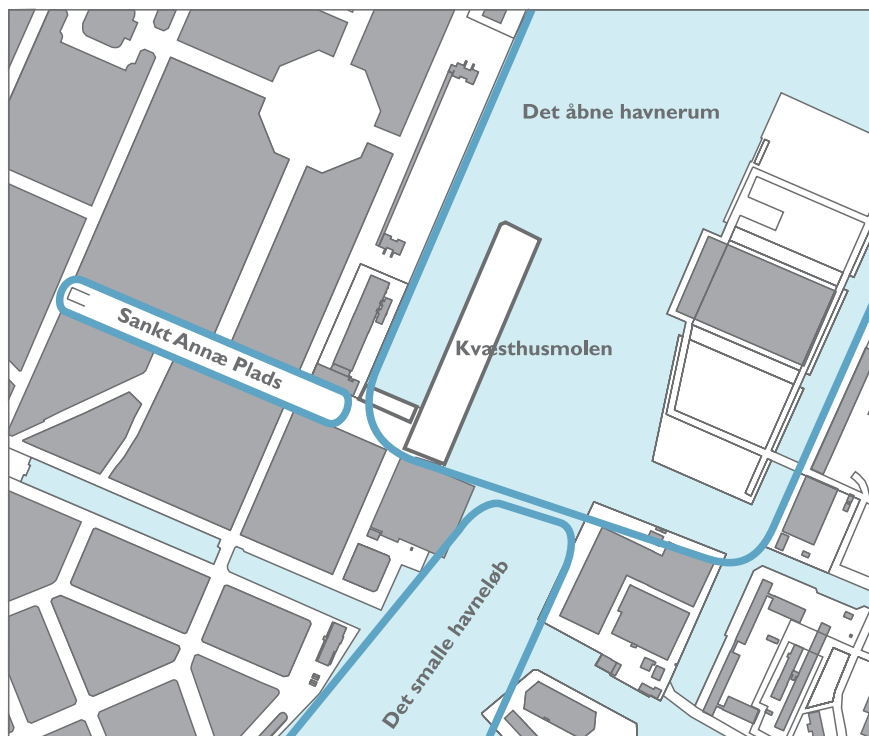 Det åbne havnerum
Sankt Annæ Plads
Kvæsthusmolen
Det smalle havneløb